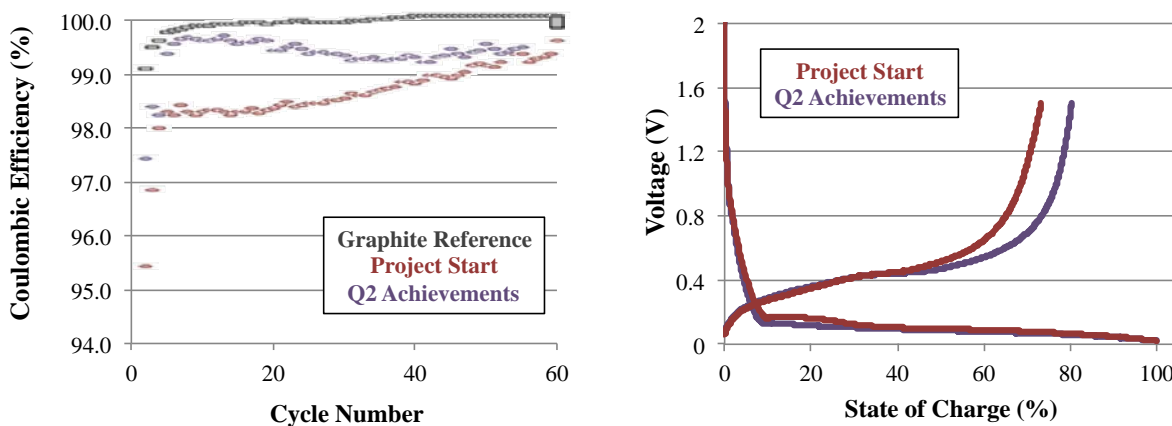 Coulombic Efficiency (%)
100.0
99.0
98.0
97.0
96.0
95.0
94.0
0
20
40
60
Cycle Number
Graphite Reference
Project Start
Q2 Achievements
Voltage (V)
2
1.6
1.2
0.8
0.4
0
0
20
40
60
80
100
State of Charge (%)
Project Start
Q2 Achievements